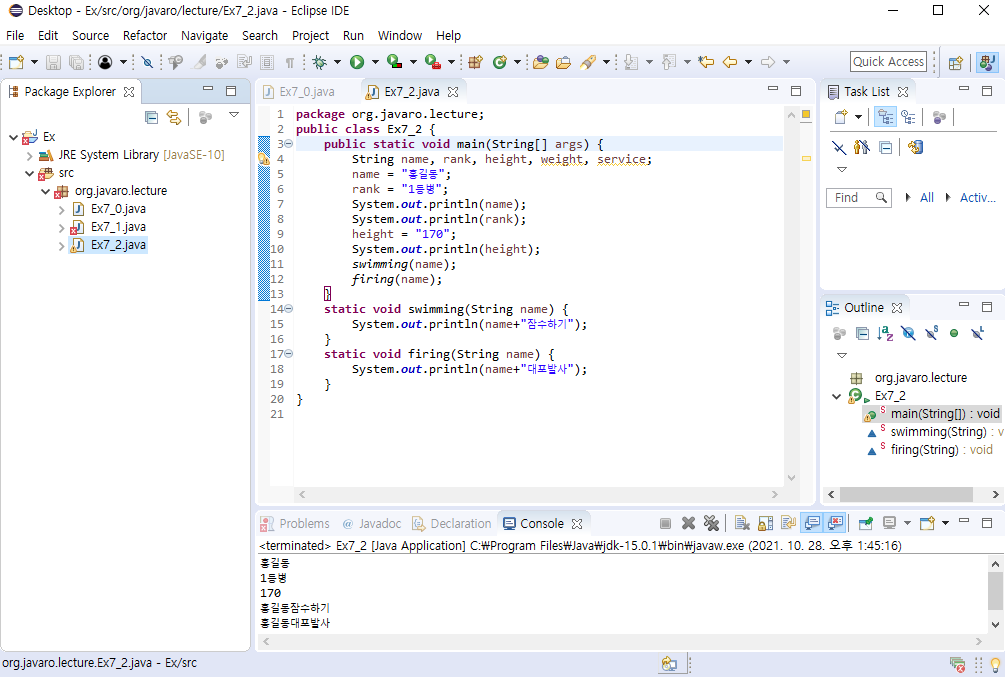 Desktop - Ex/src/org/javaro/lecture/Ex7_2.java - Eclipse IDE
File Edit Source Refactor Navigate Search Project Run Window Help
Quick Access
Package Explorer
Ex
JRE System Library [JavaSE-10]
src
org.javaro.lecture
Ex7_0.java
Ex7_1.java
Ex7_2.java
Ex7_0.java Ex7_2.java
1 package org.javaro.lecture;
2 public class Ex7_2 {
3 public static void main(String[] args) {
4 String name, rank, height, weight, service;
5 name = "홍길동";
6 rank = "1등병";
7 System.out.println(name);
8 System.out.println(rank);
9 height = "170";
10 System.out.println(height);
11 swimming(name);
12 firing(name);
13 }
14 static void swimming(String name) {
15 System.out.println(name+"잠수하기");
16 }
17 static void firing(String name) {
18 System.out.println(name+"대포발사");
19 }
20 }
21
Task List
Find All Activ...
Outline
org.javaro.lecture
Ex7_2
main(String[]) : void
swimming(String) : v
firing(String) : void
Problems Javadoc Declaration Console
<terminated> Ex7_2 [Java Application] C:₩Program Files₩Java₩jdk-15.0.1₩bin₩javaw.exe (2021. 10. 28. 오후 1:45:16)
홍길동
1등병
170
홍길동잠수하기
홍길동대포발사
org.javaro.lecture.Ex7_2.java - Ex/src